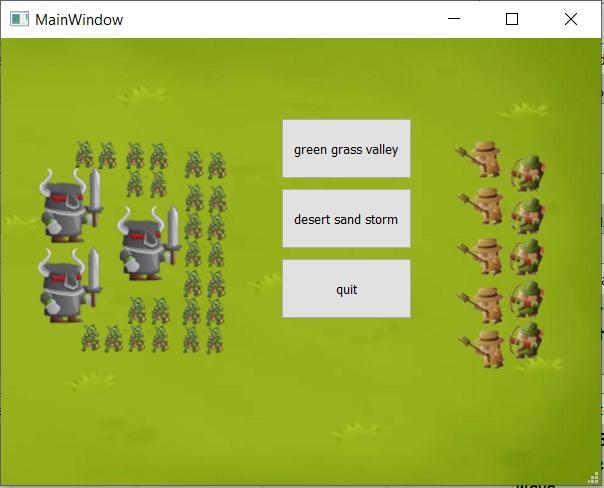 MainWindow
green grass valley
desert sand storm
quit